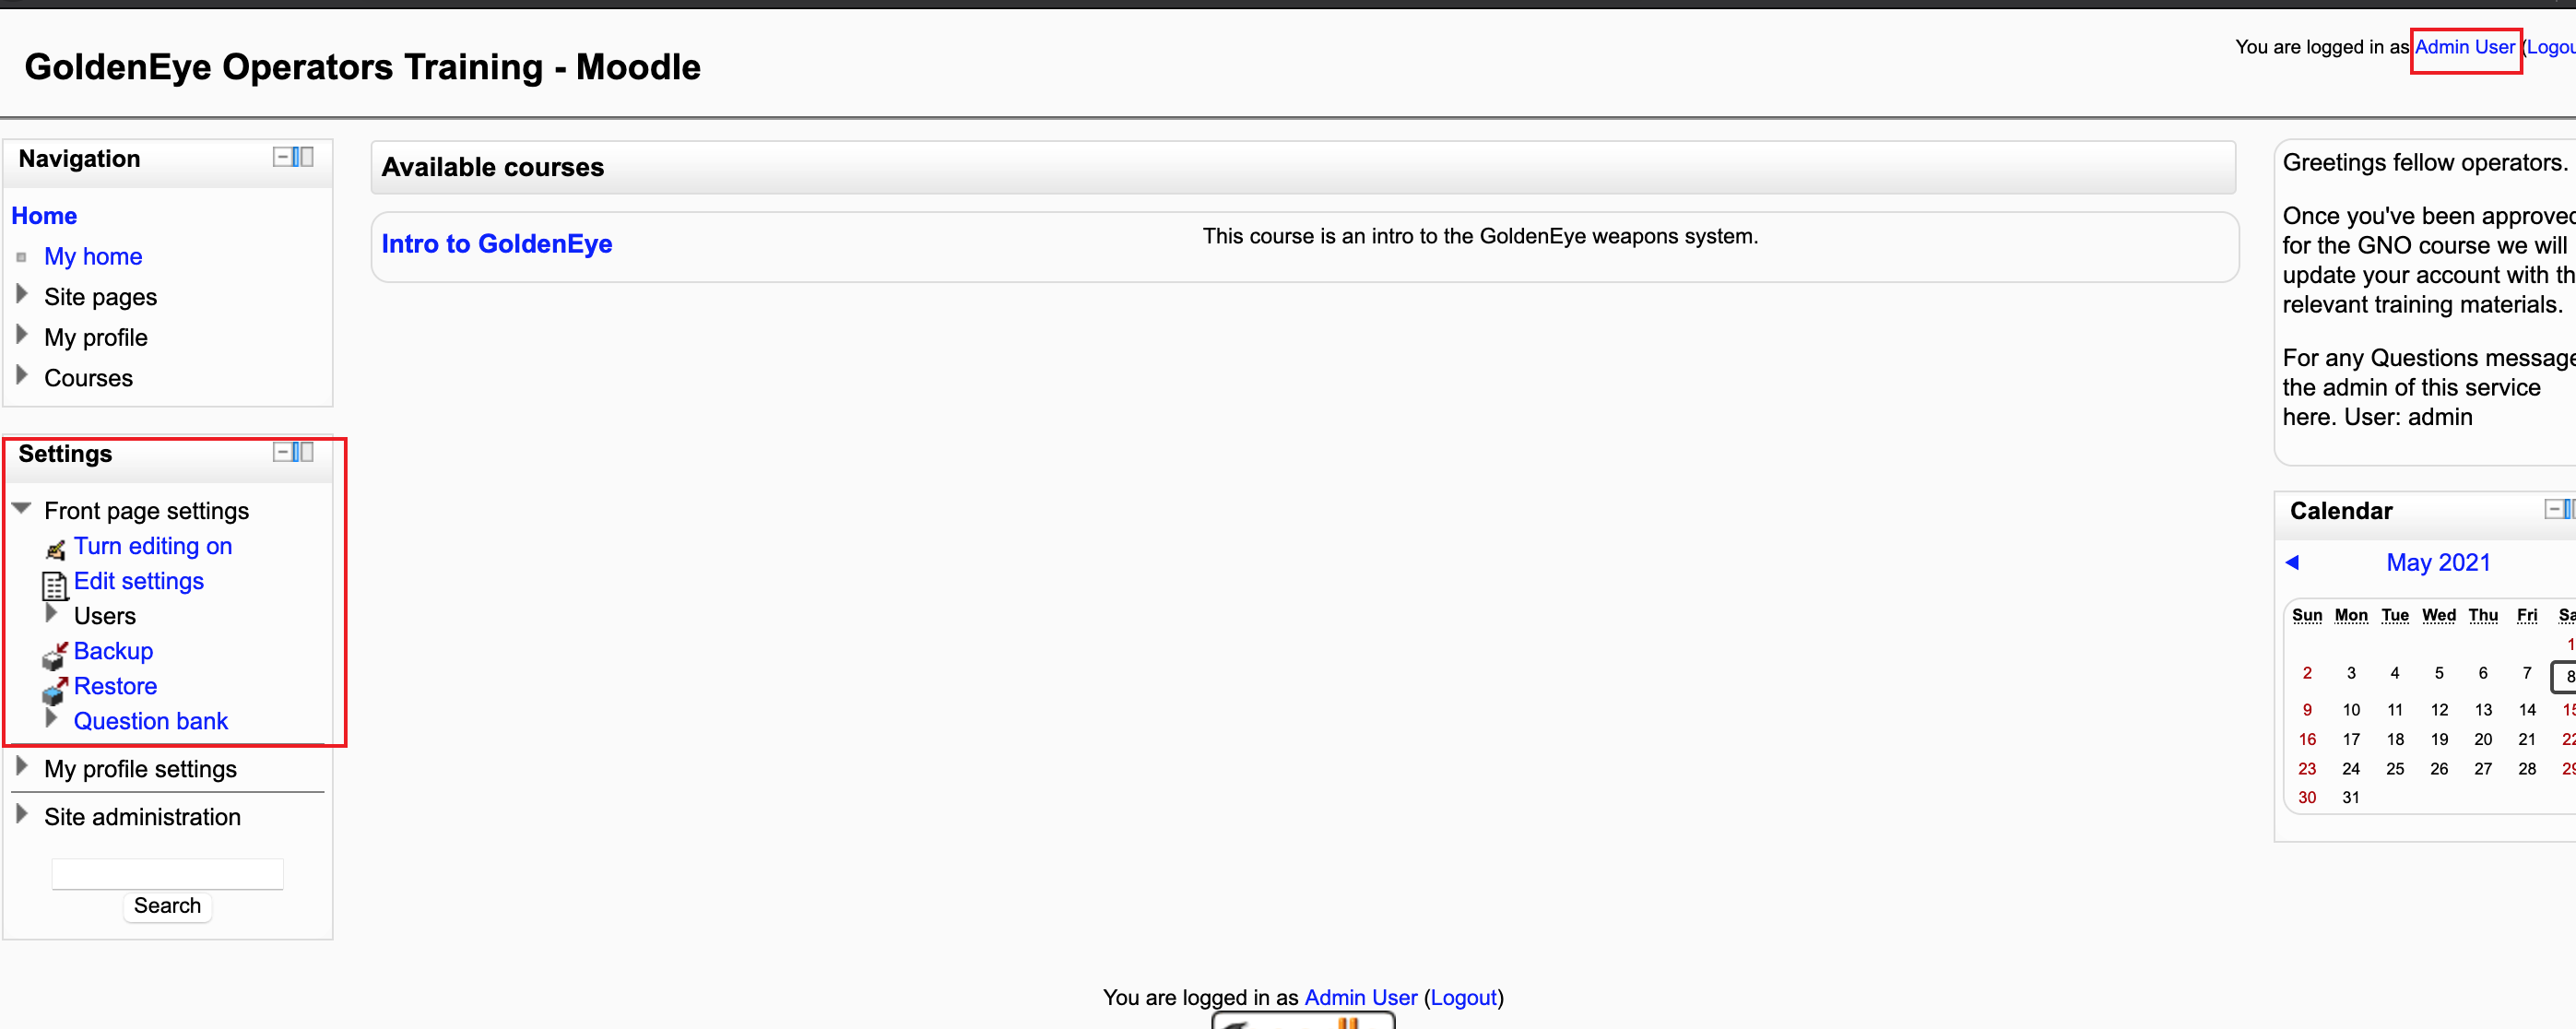 GoldenEye Operators Training - Moodle
You are logged in as Admin User (Logou
Navigation
Home
My home
Site pages
My profile
Courses
Settings
Front page settings
Turn editing on
Edit settings
Users
Backup
Restore
Question bank
My profile settings
Site administration
Search
Available courses
Intro to GoldenEye
This course is an intro to the GoldenEye weapons system.
Greetings fellow operators.
Once you've been approved
for the GNO course we will
update your account with th
relevant training materials.
For any Questions message
the admin of this service
here. User: admin
Calendar
May 2021
Sun Mon Tue Wed Thu Fri Sa
1
2 3 4 5 6 7 8
9 10 11 12 13 14 15
16 17 18 19 20 21 22
23 24 25 26 27 28 29
30 31
You are logged in as Admin User (Logout)